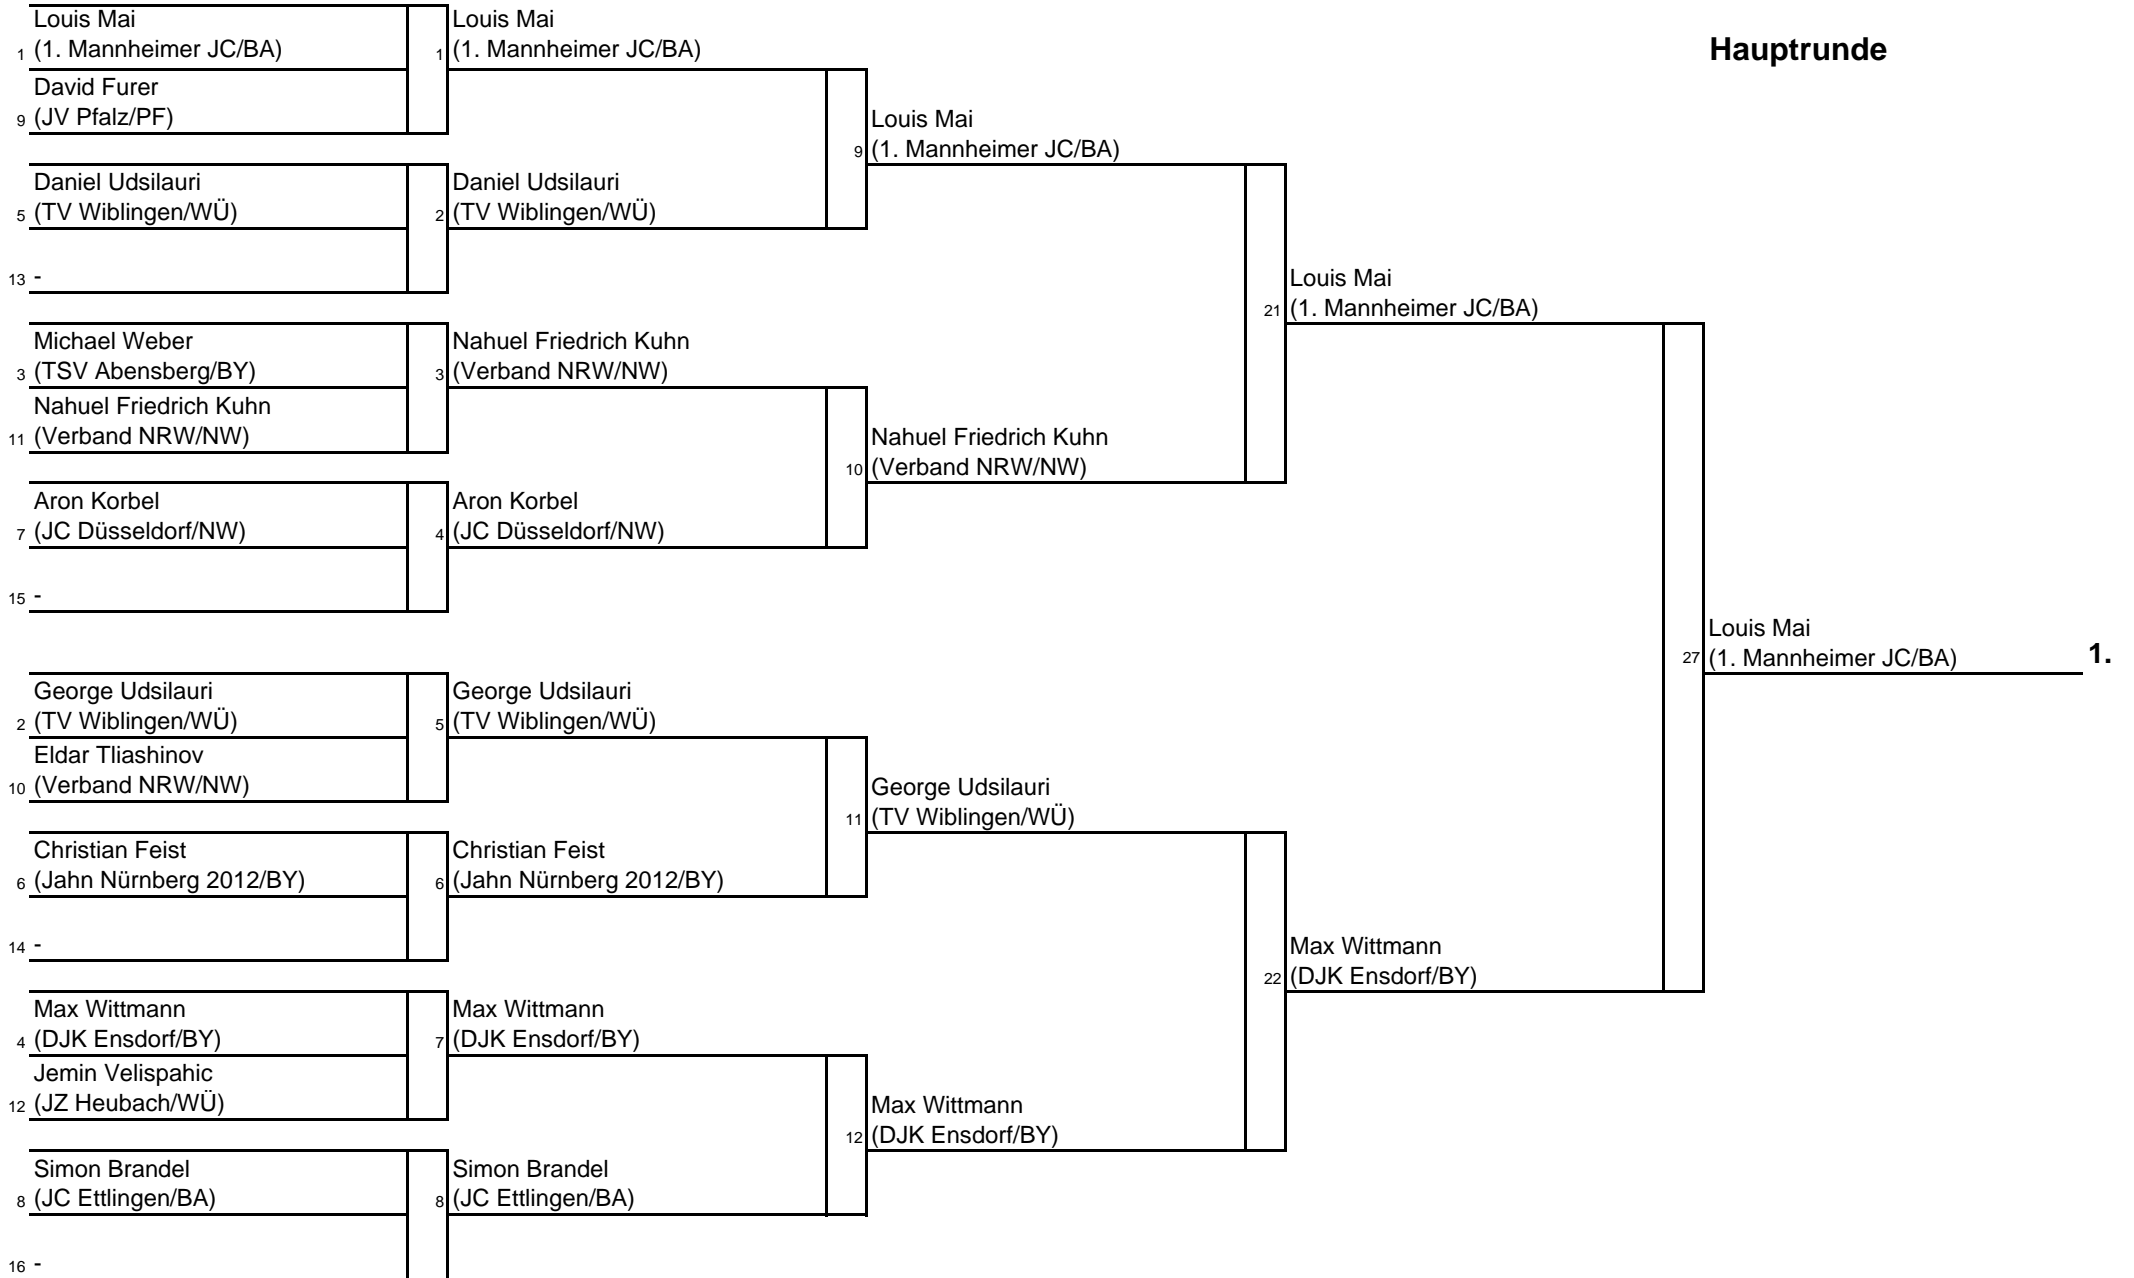 Hauptrunde
Louis Mai
1 (1. Mannheimer JC/BA)
David Furer
9 (JV Pfalz/PF)
Daniel Udsilauri
5 (TV Wiblingen/WÜ)
13 -
Michael Weber
3 (TSV Abensberg/BY)
Nahuel Friedrich Kuhn
11 (Verband NRW/NW)
Aron Korbel
7 (JC Düsseldorf/NW)
15 -
George Udsilauri
2 (TV Wiblingen/WÜ)
Eldar Tliashinov
10 (Verband NRW/NW)
Christian Feist
6 (Jahn Nürnberg 2012/BY)
14 -
Max Wittmann
4 (DJK Ensdorf/BY)
Jemin Velispahic
12 (JZ Heubach/WÜ)
Simon Brandel
8 (JC Ettlingen/BA)
16 -
Louis Mai
1 (1. Mannheimer JC/BA)
Daniel Udsilauri
2 (TV Wiblingen/WÜ)
Nahuel Friedrich Kuhn
3 (Verband NRW/NW)
Aron Korbel
4 (JC Düsseldorf/NW)
George Udsilauri
5 (TV Wiblingen/WÜ)
Christian Feist
6 (Jahn Nürnberg 2012/BY)
Max Wittmann
7 (DJK Ensdorf/BY)
Simon Brandel
8 (JC Ettlingen/BA)
Louis Mai
9 (1. Mannheimer JC/BA)
Nahuel Friedrich Kuhn
10 (Verband NRW/NW)
George Udsilauri
11 (TV Wiblingen/WÜ)
Max Wittmann
12 (DJK Ensdorf/BY)
Louis Mai
21 (1. Mannheimer JC/BA)
Max Wittmann
22 (DJK Ensdorf/BY)
Louis Mai
27 (1. Mannheimer JC/BA) 1.